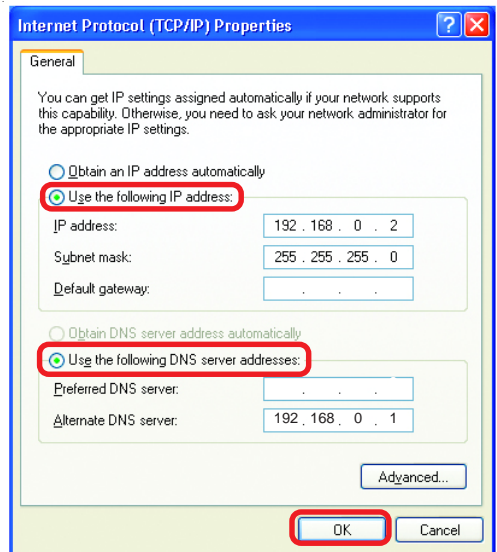 Internet Protocol (TCP/IP) Properties
General
You can get IP settings assigned automatically if your network supports
this capability. Otherwise, you need to ask your network administrator for
the appropriate IP settings.
Obtain an IP address automatically
Use the following IP address:
IP address: 192 . 168 . 0 . 2
Subnet mask: 255 . 255 . 255 . 0
Default gateway: . . .
Obtain DNS server address automatically
Use the following DNS server addresses:
Preferred DNS server: . . .
Alternate DNS server: 192 . 168 . 0 . 1
Advanced...
OK Cancel